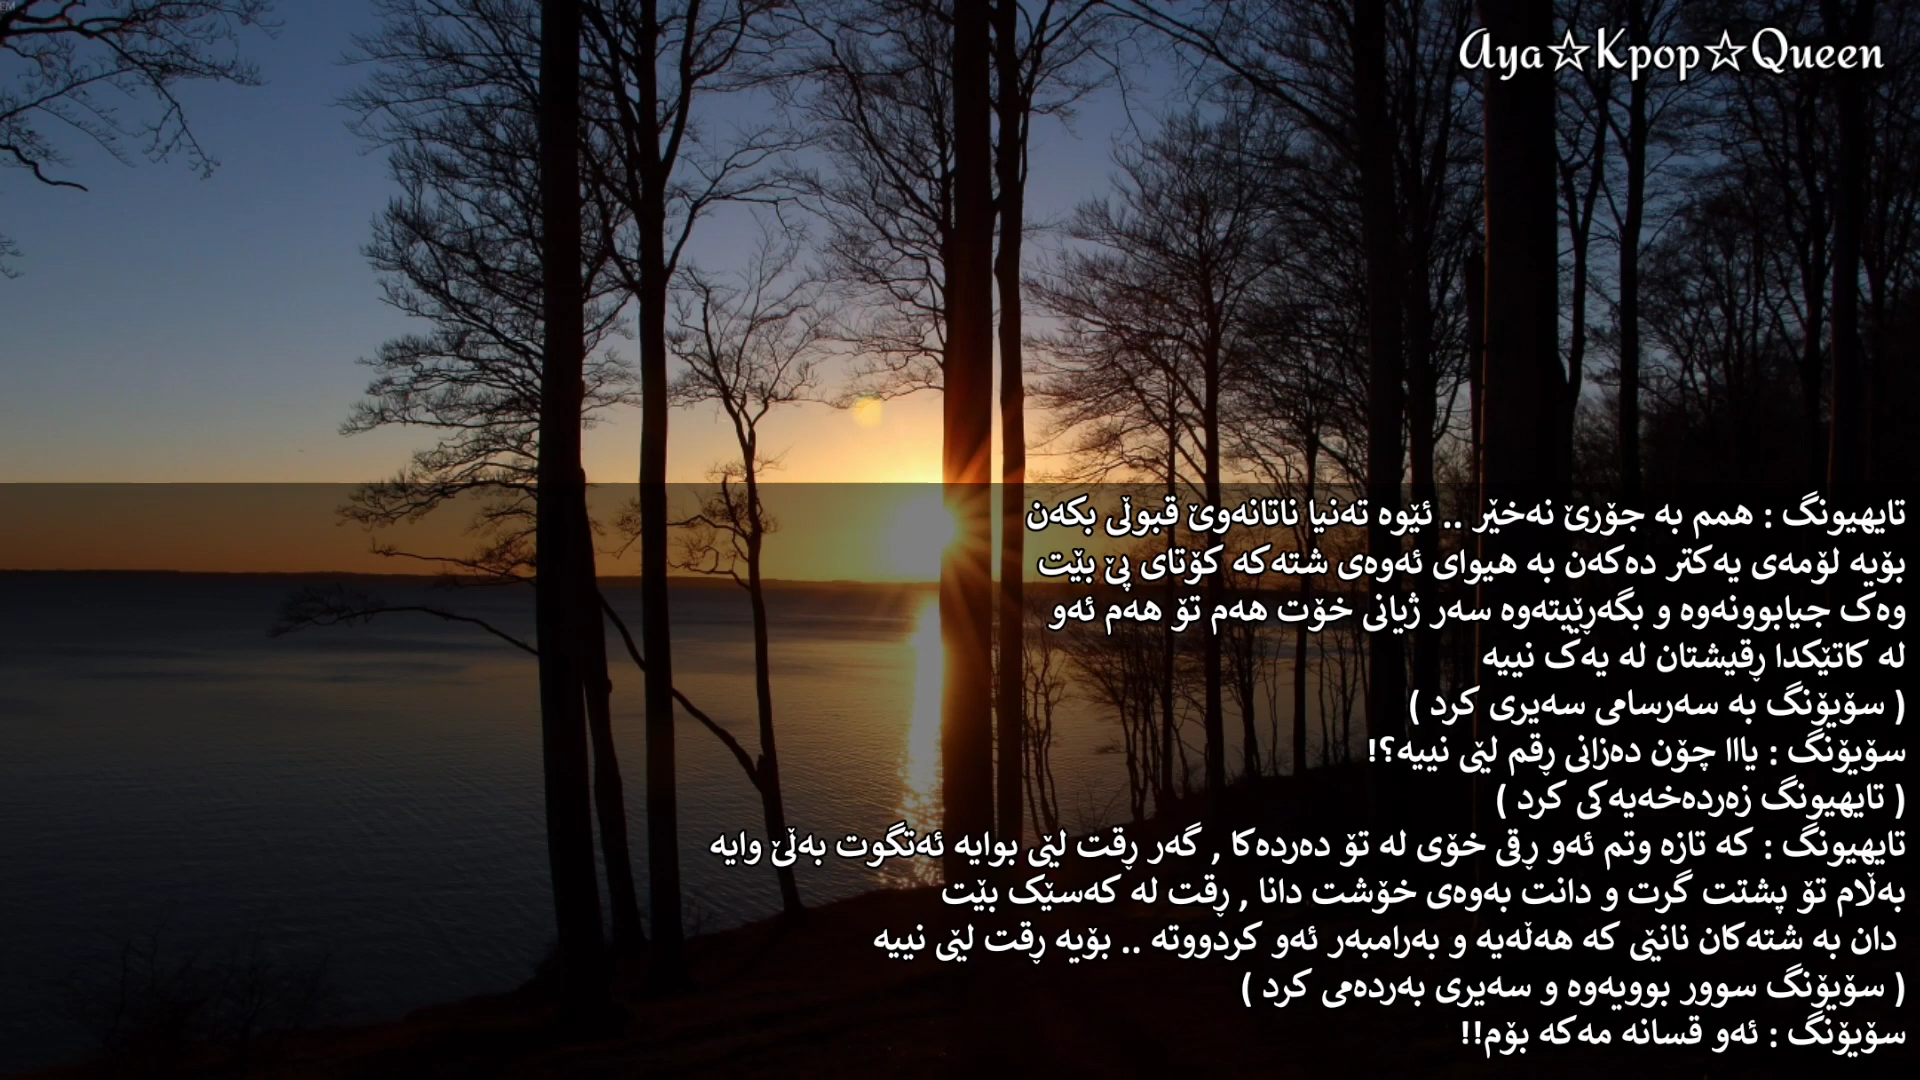 Aya☆Kpop☆Queen
تایهیونگ : همم بە جۆرێ نەخێر .. ئێوە تەنیا ناتانەوێ قبوڵی بکەن
بۆیە لۆمەی یەکتر دەکەن بە هیوای ئەوەی شتەکە کۆتای پێ بێت
وەک جیابوونەوە و بگەڕێیتەوە سەر ژیانی خۆت هەم تۆ هەم ئەو
لە کاتێکدا ڕقیشتان لە یەک نییە
( سۆیۆنگ بە سەرسامی سەیری کرد )
سۆیۆنگ : یااا چۆن دەزانی ڕقم لێی نییە؟!
( تایهیونگ زەردەخەیەکی کرد )
تایهیونگ : کە تازە وتم ئەو ڕقی خۆی لە تۆ دەردەکا , گەر ڕقت لێی بوایە ئەتگوت بەڵێ وایە
بەڵام تۆ پشتت گرت و دانت بەوەی خۆشت دانا , ڕقت لە کەسێک بێت
دان بە شتەکان نانێی کە هەڵەیە و بەرامبەر ئەو کردووتە .. بۆیە ڕقت لێی نییە
( سۆیۆنگ سوور بوویەوە و سەیری بەردەمی کرد )
سۆیۆنگ : ئەو قسانە مەکە بۆم!!